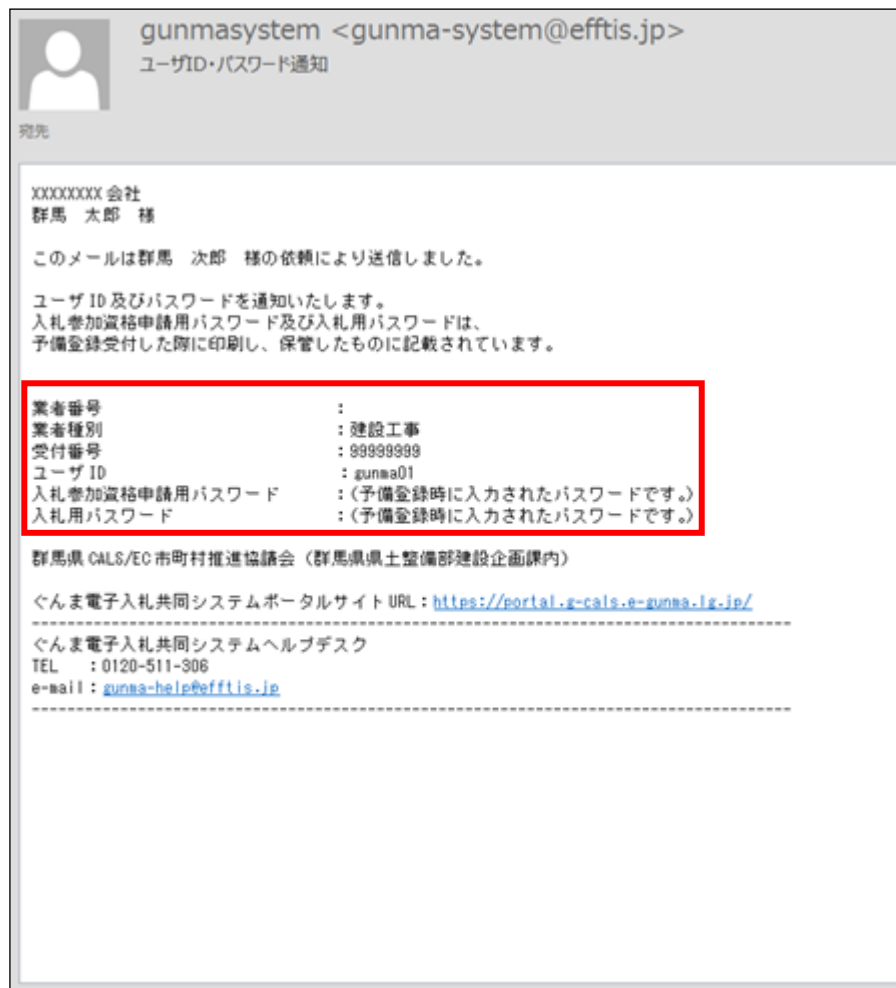 gunmasystem <gunma-system@efftis.jp>
ユーザID・パスワード通知
宛先
XXXXXXXX 会社
群馬　太郎　様
このメールは群馬　次郎　様の依頼により送信しました。
ユーザ ID 及びパスワードを通知いたします。
入札参加資格申請用パスワード及び入札用パスワードは、
予備登録受付した際に印刷し、保管したものに記載されています。
業者番号　：
業者種別　：建設工事
受付番号　：99999999
ユーザ ID　：gunma01
入札参加資格申請用パスワード　：(予備登録時に入力されたパスワードです。)
入札用パスワード　：(予備登録時に入力されたパスワードです。)
群馬県 CALS/EC 市町村推進協議会（群馬県県土整備部建設企画課内）
ぐんま電子入札共同システムポータルサイト URL：https://portal.g-cals.e-gunma.lg.jp/
--------------------------------------------------------------------------------------
ぐんま電子入札共同システムヘルプデスク
TEL　：0120-511-306
e-mail：gunma-help@efftis.jp
--------------------------------------------------------------------------------------